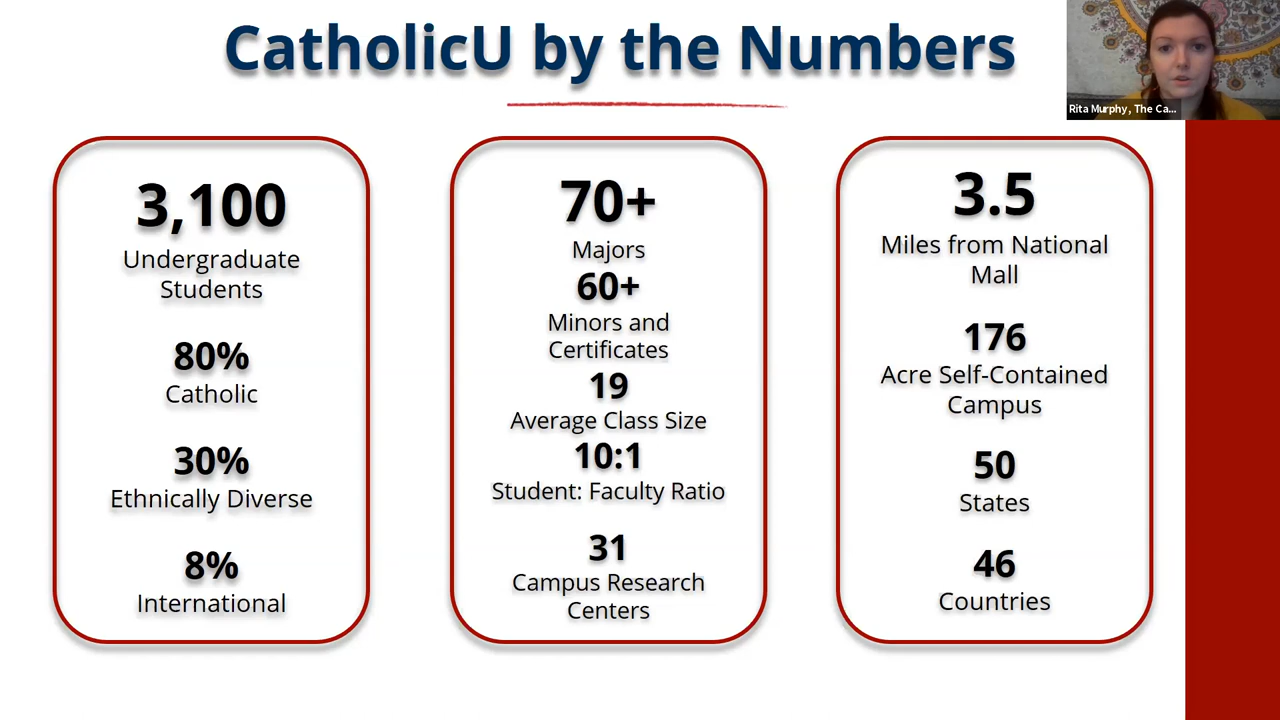 CatholicU by the Numbers
Rita Murphy, The Ca...
3,100
Undergraduate
Students
80%
Catholic
30%
Ethnically Diverse
8%
International
70+
Majors
60+
Minors and
Certificates
19
Average Class Size
10:1
Student: Faculty Ratio
31
Campus Research
Centers
3.5
Miles from National
Mall
176
Acre Self-Contained
Campus
50
States
46
Countries